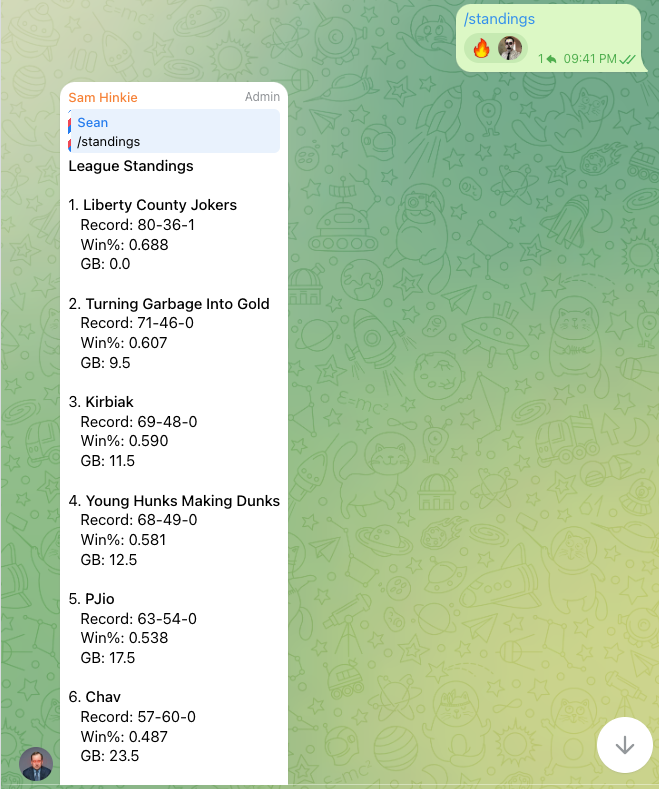 /standings
1 09:41 PM
Sam Hinkie Admin
Sean
/standings
League Standings
1. Liberty County Jokers
Record: 80-36-1
Win%: 0.688
GB: 0.0
2. Turning Garbage Into Gold
Record: 71-46-0
Win%: 0.607
GB: 9.5
3. Kirbiak
Record: 69-48-0
Win%: 0.590
GB: 11.5
4. Young Hunks Making Dunks
Record: 68-49-0
Win%: 0.581
GB: 12.5
5. PJio
Record: 63-54-0
Win%: 0.538
GB: 17.5
6. Chav
Record: 57-60-0
Win%: 0.487
GB: 23.5